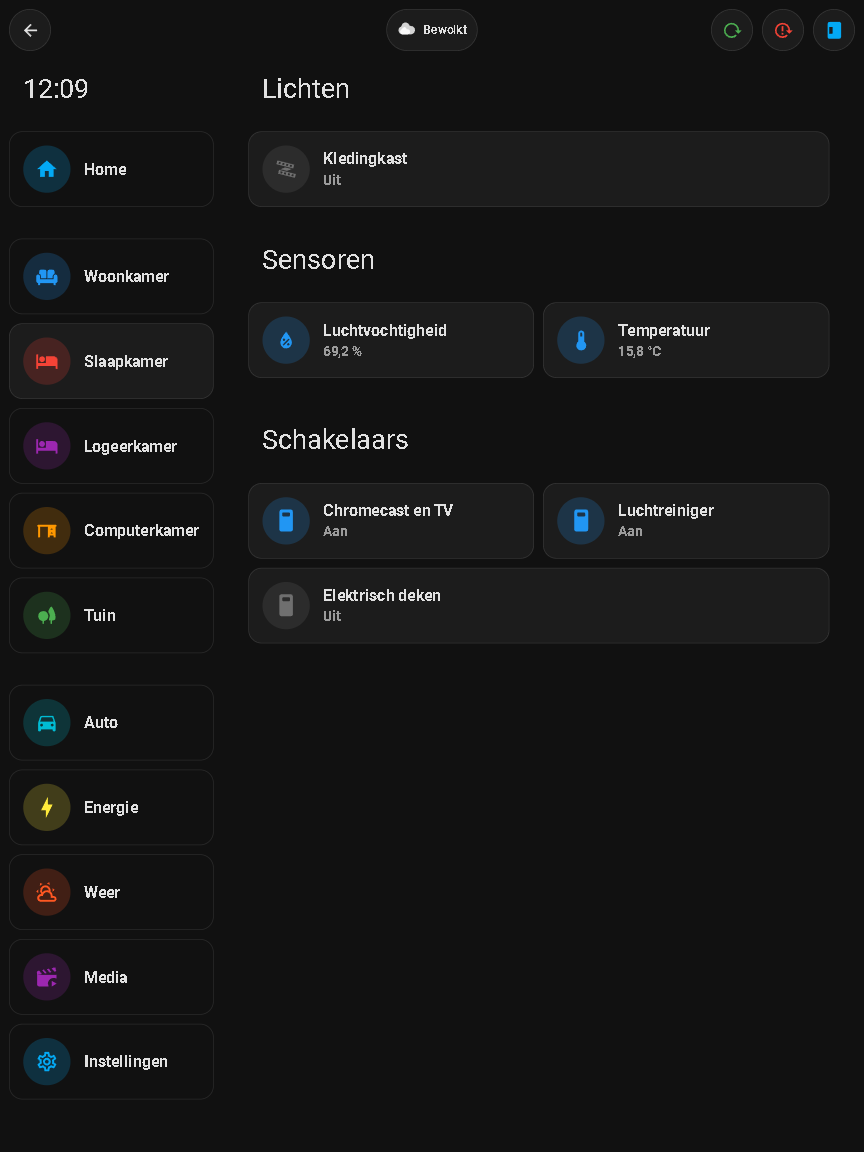 Bewolkt
12:09
Home
Woonkamer
Slaapkamer
Logeerkamer
Computerkamer
Tuin
Auto
Energie
Weer
Media
Instellingen
Lichten
Kledingkast
Uit
Sensoren
Luchtvochtigheid
69,2 %
Temperatuur
15,8 °C
Schakelaars
Chromecast en TV
Aan
Luchtreiniger
Aan
Elektrisch deken
Uit